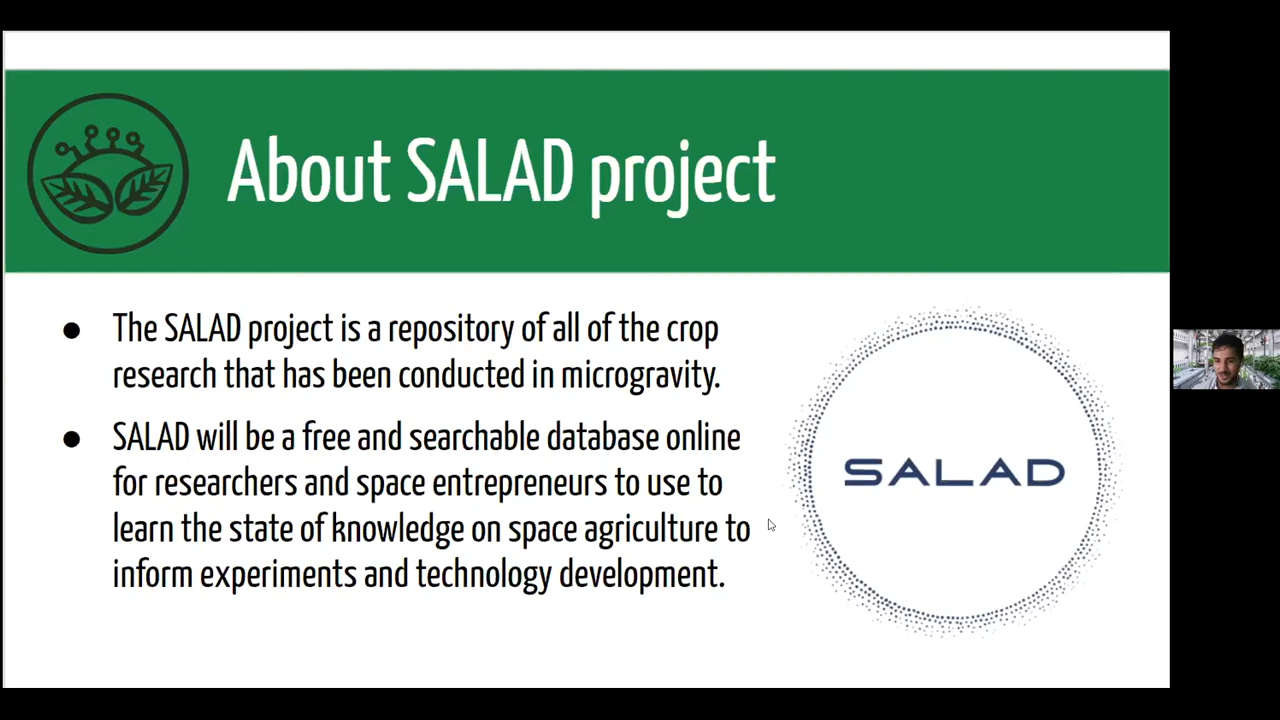 About SALAD project
The SALAD project is a repository of all of the crop
research that has been conducted in microgravity.
SALAD will be a free and searchable database online
for researchers and space entrepreneurs to use to
learn the state of knowledge on space agriculture to
inform experiments and technology development.
SALAD